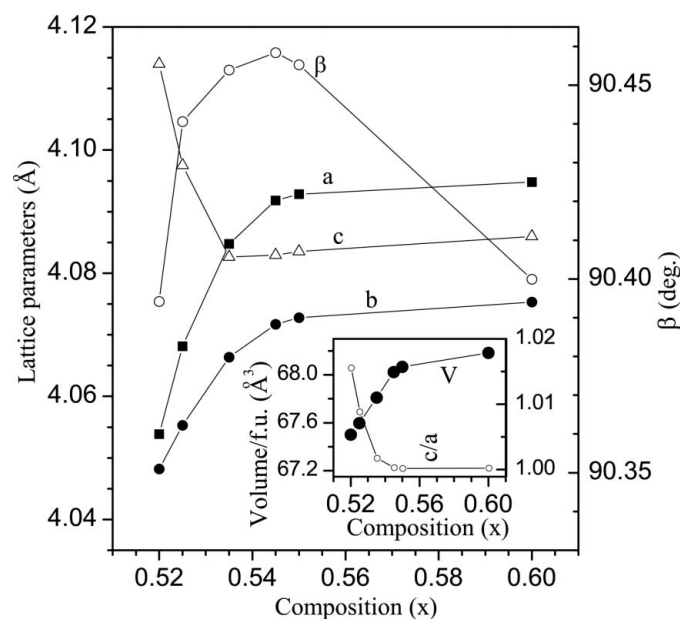 4.12
4.10
4.08
4.06
4.04
Lattice parameters (Å)
90.45
90.40
90.35
β (deg.)
β
a
c
b
0.52
0.54
0.56
0.58
0.60
Composition (x)
68.0
67.6
67.2
Volume/f.u. (Å³)
1.02
1.01
1.00
V
c/a
0.52
0.56
0.60
Composition (x)